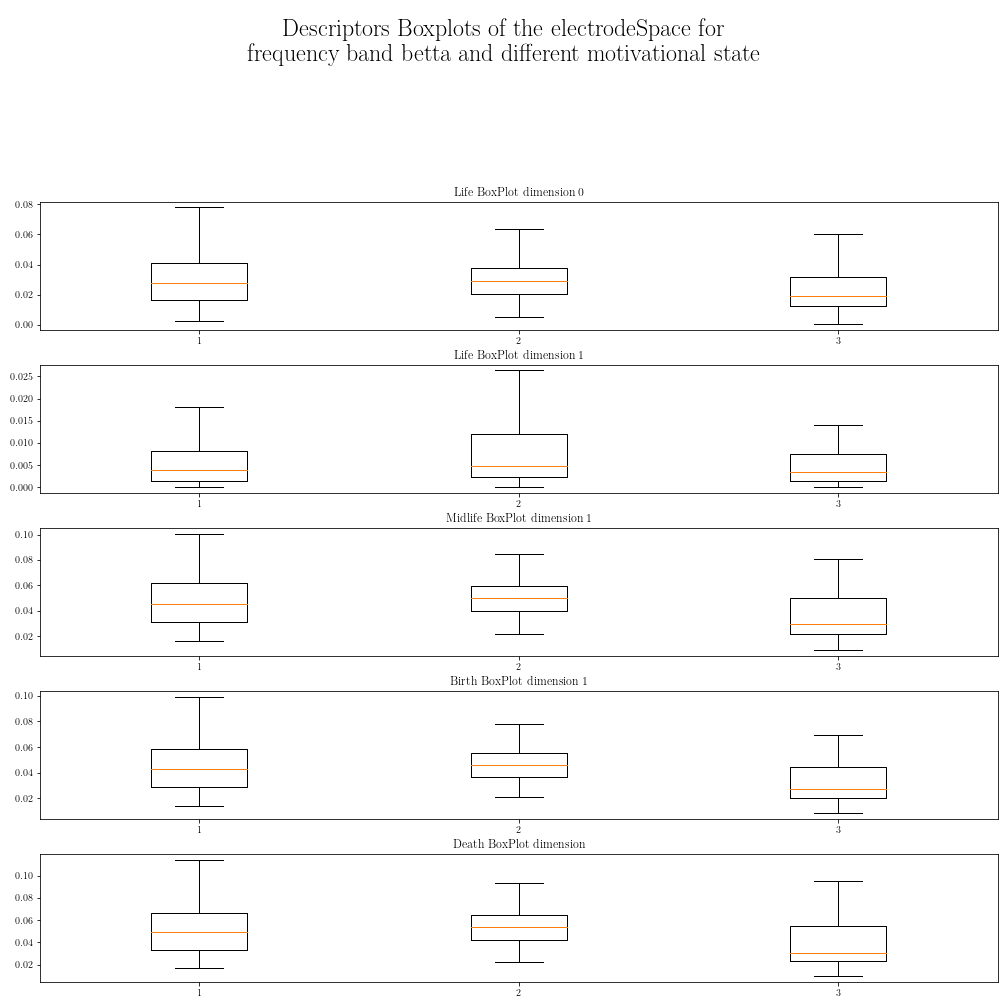 Descriptors Boxplots of the electrodeSpace for
frequency band betta and different motivational state
Life BoxPlot dimension 0
0.08
0.06
0.04
0.02
0.00
1 2 3
Life BoxPlot dimension 1
0.025
0.020
0.015
0.010
0.005
0.000
1 2 3
Midlife BoxPlot dimension 1
0.10
0.08
0.06
0.04
0.02
1 2 3
Birth BoxPlot dimension 1
0.10
0.08
0.06
0.04
0.02
1 2 3
Death BoxPlot dimension
0.10
0.08
0.06
0.04
0.02
1 2 3